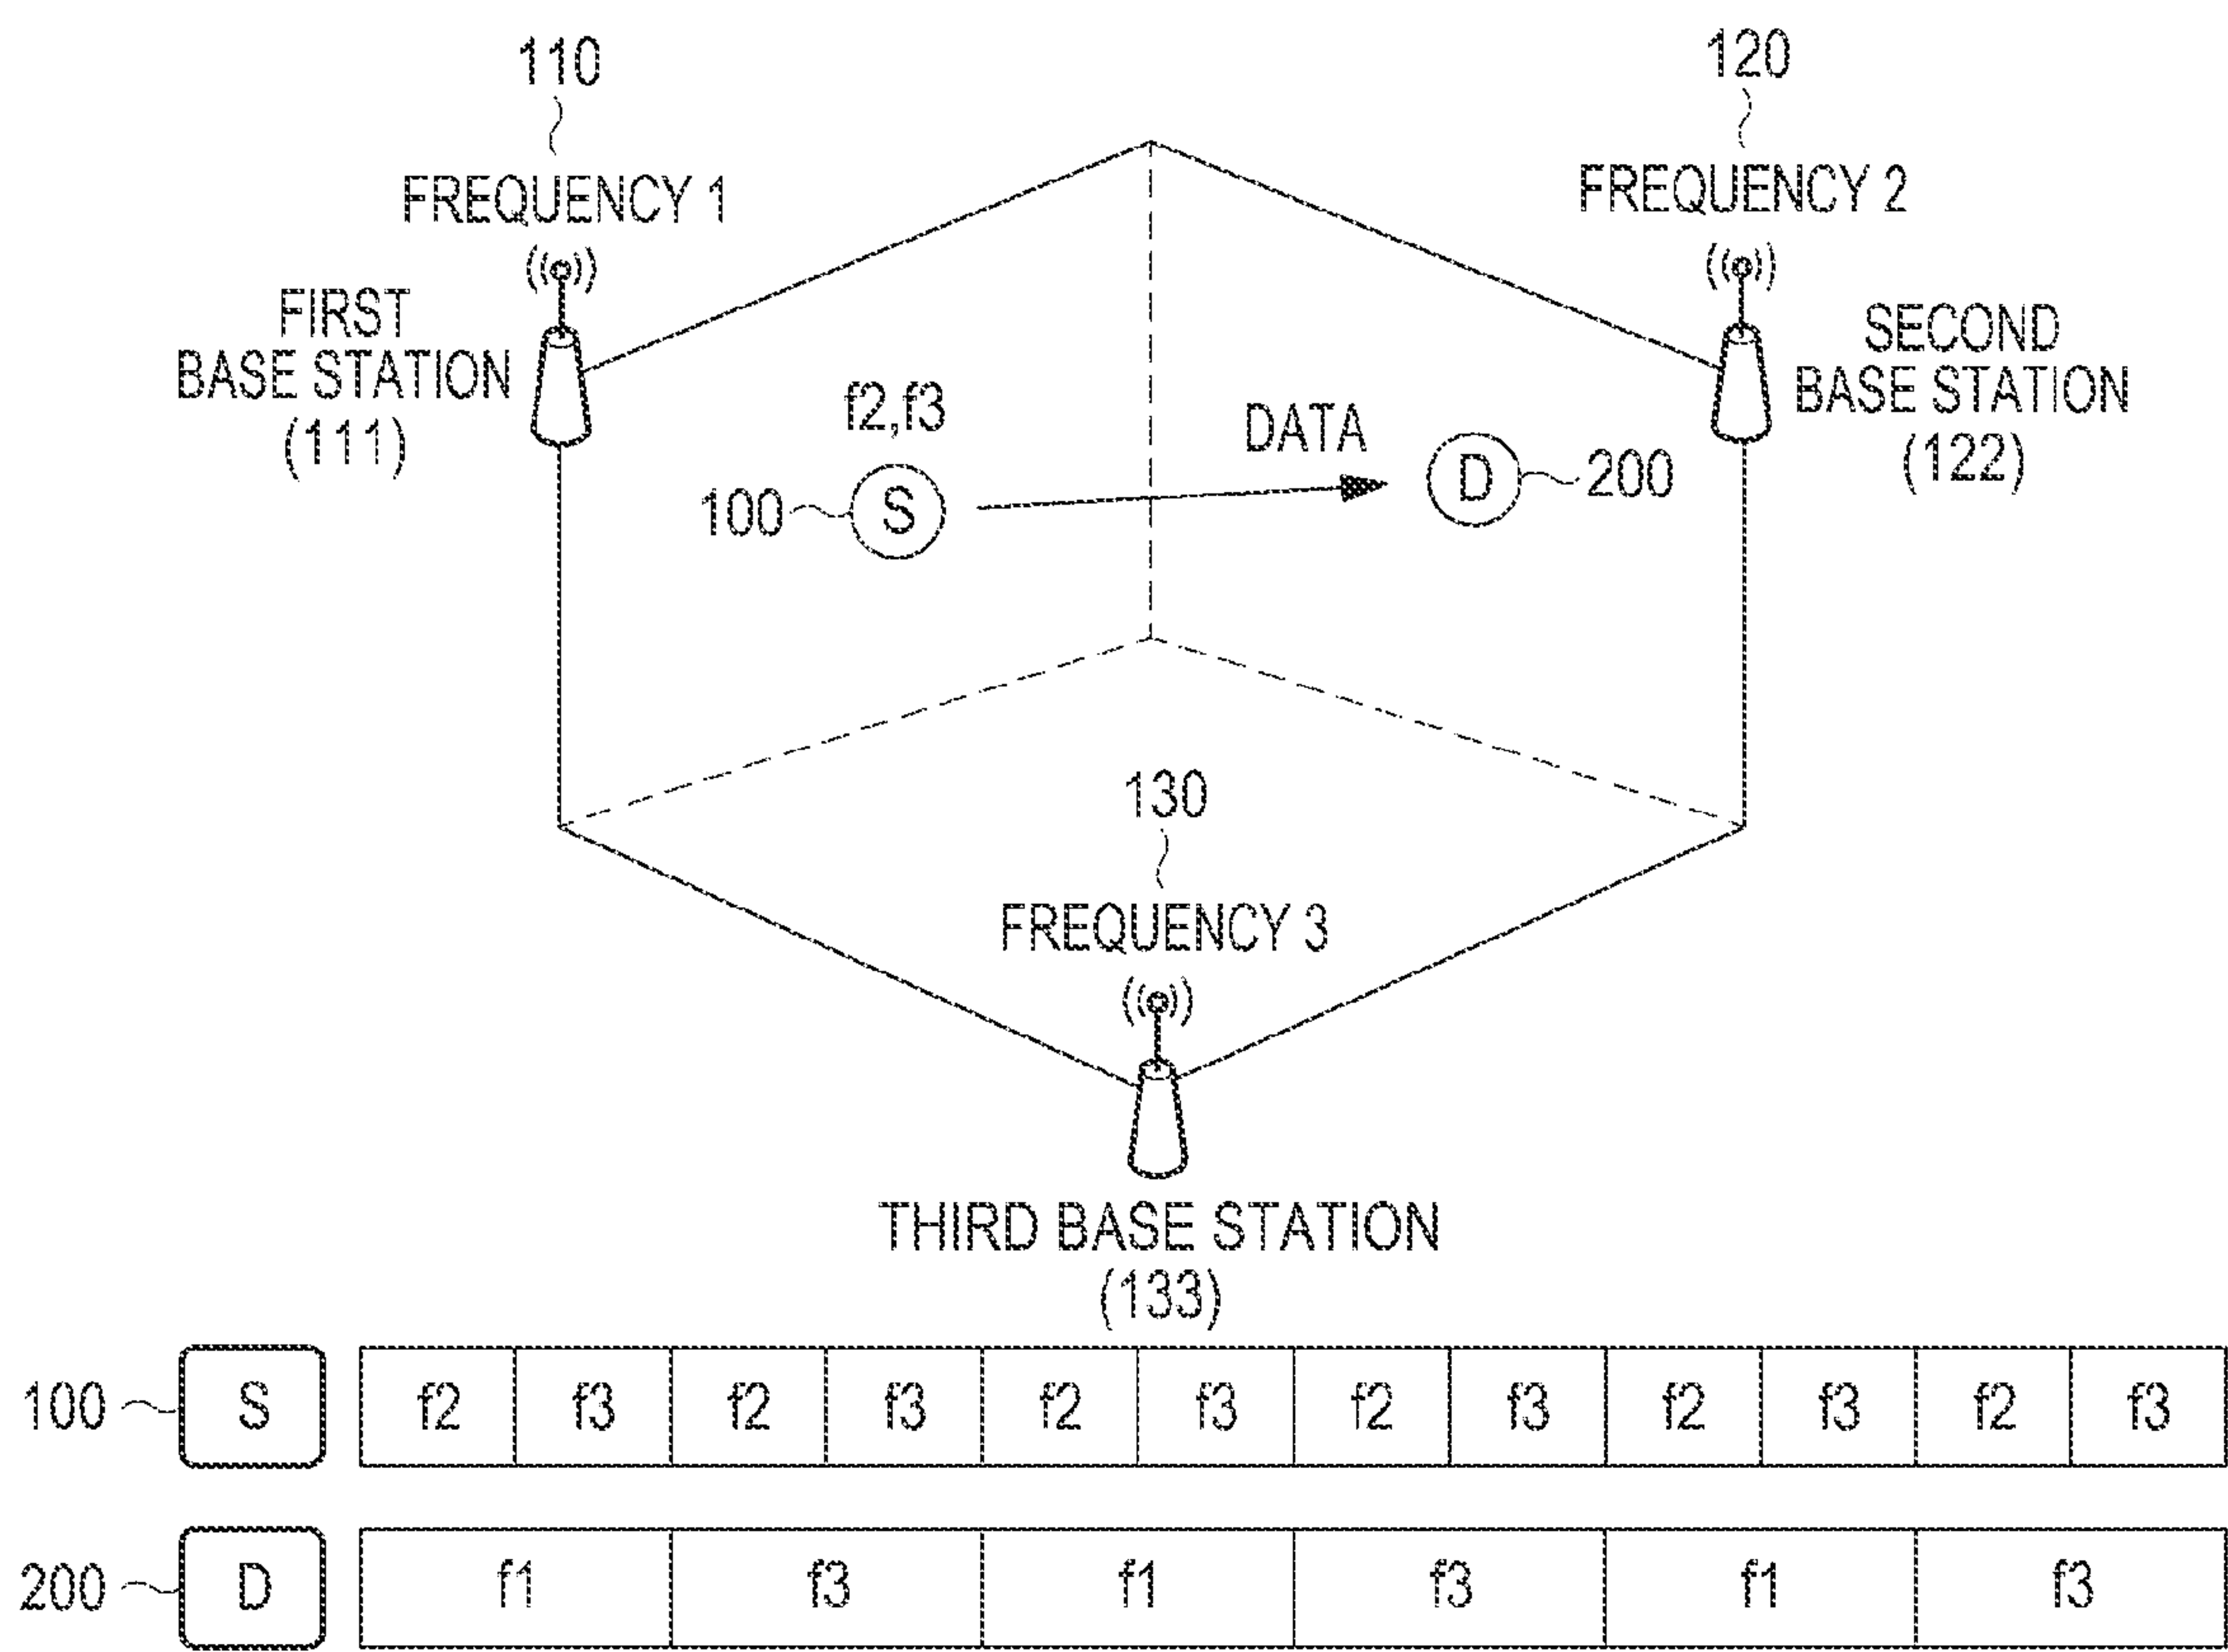 110
120
FREQUENCY 1
FREQUENCY 2
FIRST
BASE STATION
(111)
SECOND
BASE STATION
(122)
f2,f3
DATA
100
S
D
200
130
FREQUENCY 3
THIRD BASE STATION
(133)
100 S f2 f3 f2 f3 f2 f3 f2 f3 f2 f3 f2 f3
200 D f1 f3 f1 f3 f1 f3